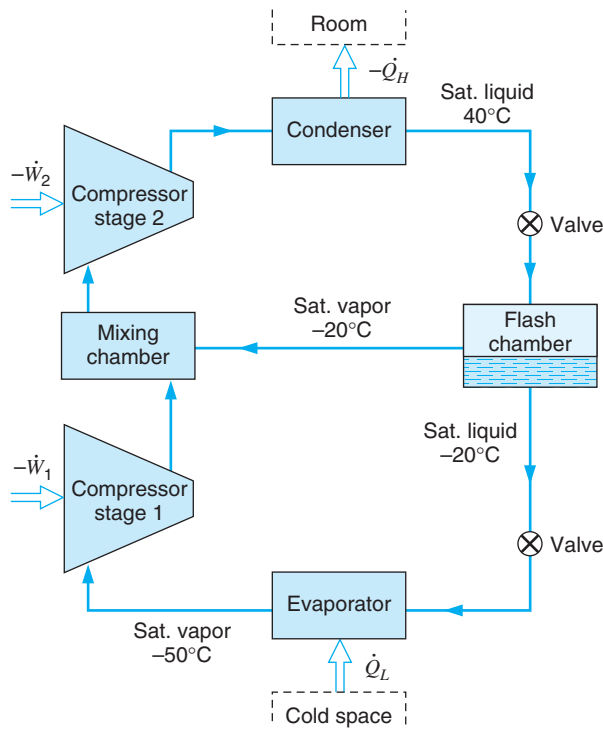 Room
−Q̇H
Sat. liquid
40°C
Condenser
−Ẇ2
Compressor
stage 2
Valve
Sat. vapor
−20°C
Flash
chamber
Mixing
chamber
Sat. liquid
−20°C
−Ẇ1
Compressor
stage 1
Valve
Evaporator
Sat. vapor
−50°C
Q̇L
Cold space